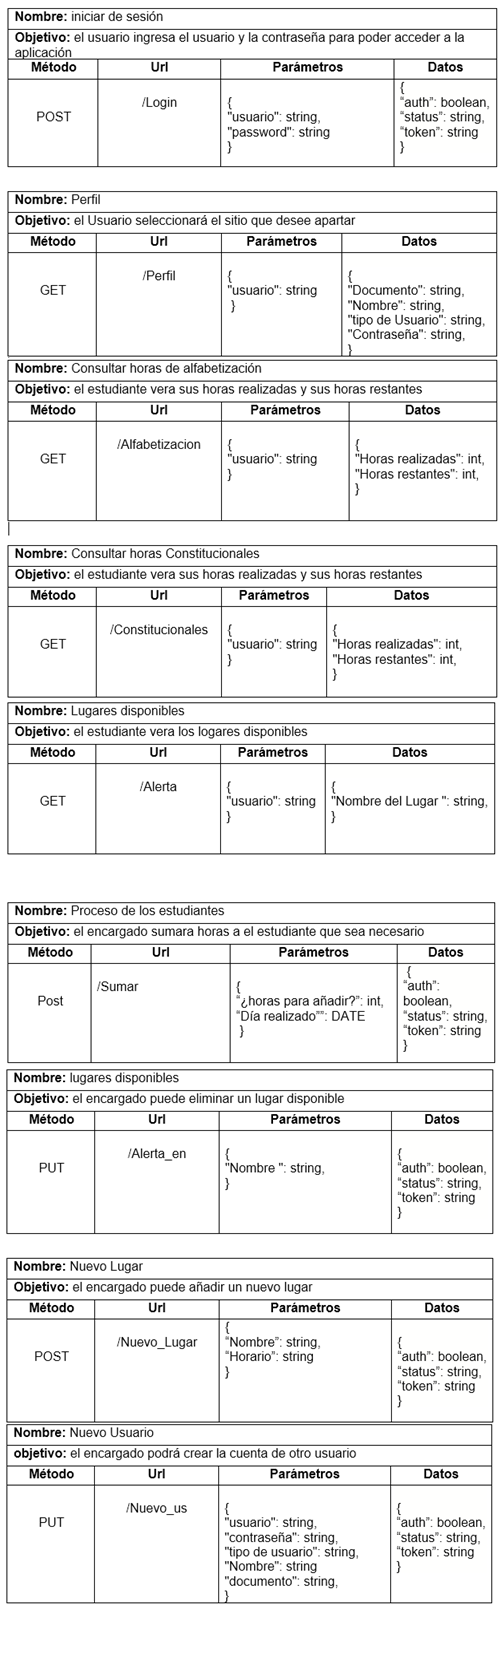 Nombre: iniciar de sesión
Objetivo: el usuario ingresa el usuario y la contraseña para poder acceder a la
aplicación
Método Url Parámetros Datos
POST
/Login
{
"usuario": string,
"password": string
}
{
“auth”: boolean,
“status”: string,
“token”: string
}
Nombre: Perfil
Objetivo: el Usuario seleccionará el sitio que desee apartar
Método Url Parámetros Datos
GET
/Perfil
{
"usuario": string
}
{
"Documento": string,
"Nombre": string,
"tipo de Usuario": string,
"Contraseña": string,
}
Nombre: Consultar horas de alfabetización
Objetivo: el estudiante vera sus horas realizadas y sus horas restantes
Método Url Parámetros Datos
GET
/Alfabetizacion
{
"usuario": string
}
{
"Horas realizadas": int,
"Horas restantes": int,
}
Nombre: Consultar horas Constitucionales
Objetivo: el estudiante vera sus horas realizadas y sus horas restantes
Método Url Parámetros Datos
GET
/Constitucionales
{
"usuario": string
}
{
"Horas realizadas": int,
"Horas restantes": int,
}
Nombre: Lugares disponibles
Objetivo: el estudiante vera los logares disponibles
Método Url Parámetros Datos
GET
/Alerta
{
"usuario": string
}
{
"Nombre del Lugar ": string,
}
Nombre: Proceso de los estudiantes
Objetivo: el encargado sumara horas a el estudiante que sea necesario
Método Url Parámetros Datos
Post
/Sumar
{
“¿horas para añadir?”: int,
“Día realizado””: DATE
}
{
“auth”:
boolean,
“status”: string,
“token”: string
}
Nombre: lugares disponibles
Objetivo: el encargado puede eliminar un lugar disponible
Método Url Parámetros Datos
PUT
/Alerta_en
{
"Nombre ": string,
}
{
“auth”: boolean,
“status”: string,
“token”: string
}
Nombre: Nuevo Lugar
Objetivo: el encargado puede añadir un nuevo lugar
Método Url Parámetros Datos
POST
/Nuevo_Lugar
{
“Nombre”: string,
“Horario”: string
}
{
“auth”: boolean,
“status”: string,
“token”: string
}
Nombre: Nuevo Usuario
objetivo: el encargado podrá crear la cuenta de otro usuario
Método Url Parámetros Datos
PUT
/Nuevo_us
{
"usuario": string,
"contraseña": string,
"tipo de usuario": string,
"Nombre": string
"documento": string,
}
{
“auth”: boolean,
“status”: string,
“token”: string
}